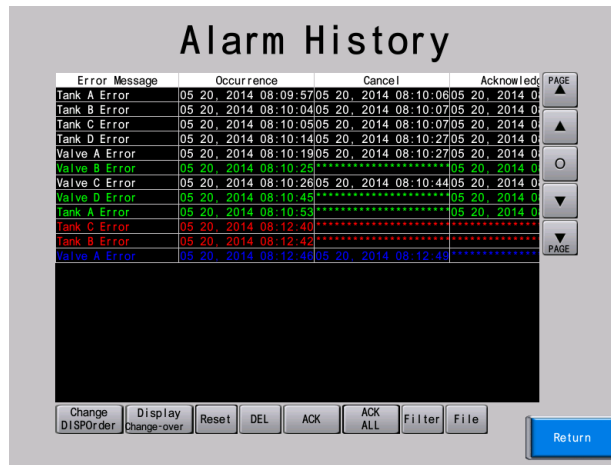 Alarm History
Error Message Occurrence Cancel Acknowledg
Tank A Error 05 20, 2014 08:09:57 05 20, 2014 08:10:06 05 20, 2014 0
Tank B Error 05 20, 2014 08:10:04 05 20, 2014 08:10:07 05 20, 2014 0
Tank C Error 05 20, 2014 08:10:05 05 20, 2014 08:10:07 05 20, 2014 0
Tank D Error 05 20, 2014 08:10:14 05 20, 2014 08:10:27 05 20, 2014 0
Valve A Error 05 20, 2014 08:10:19 05 20, 2014 08:10:27 05 20, 2014 0
Valve B Error 05 20, 2014 08:10:25 ********************* 05 20, 2014 0
Valve C Error 05 20, 2014 08:10:26 05 20, 2014 08:10:44 05 20, 2014 0
Valve D Error 05 20, 2014 08:10:45 ********************* 05 20, 2014 0
Tank A Error 05 20, 2014 08:10:53 ********************* 05 20, 2014 0
Tank C Error 05 20, 2014 08:12:40 ********************* **************
Tank B Error 05 20, 2014 08:12:42 ********************* **************
Valve A Error 05 20, 2014 08:12:46 05 20, 2014 08:12:49 **************
PAGE
▲
▲
O
▼
▼
PAGE
Change DISPOrder
Display Change-over
Reset
DEL
ACK
ACK ALL
Filter
File
Return